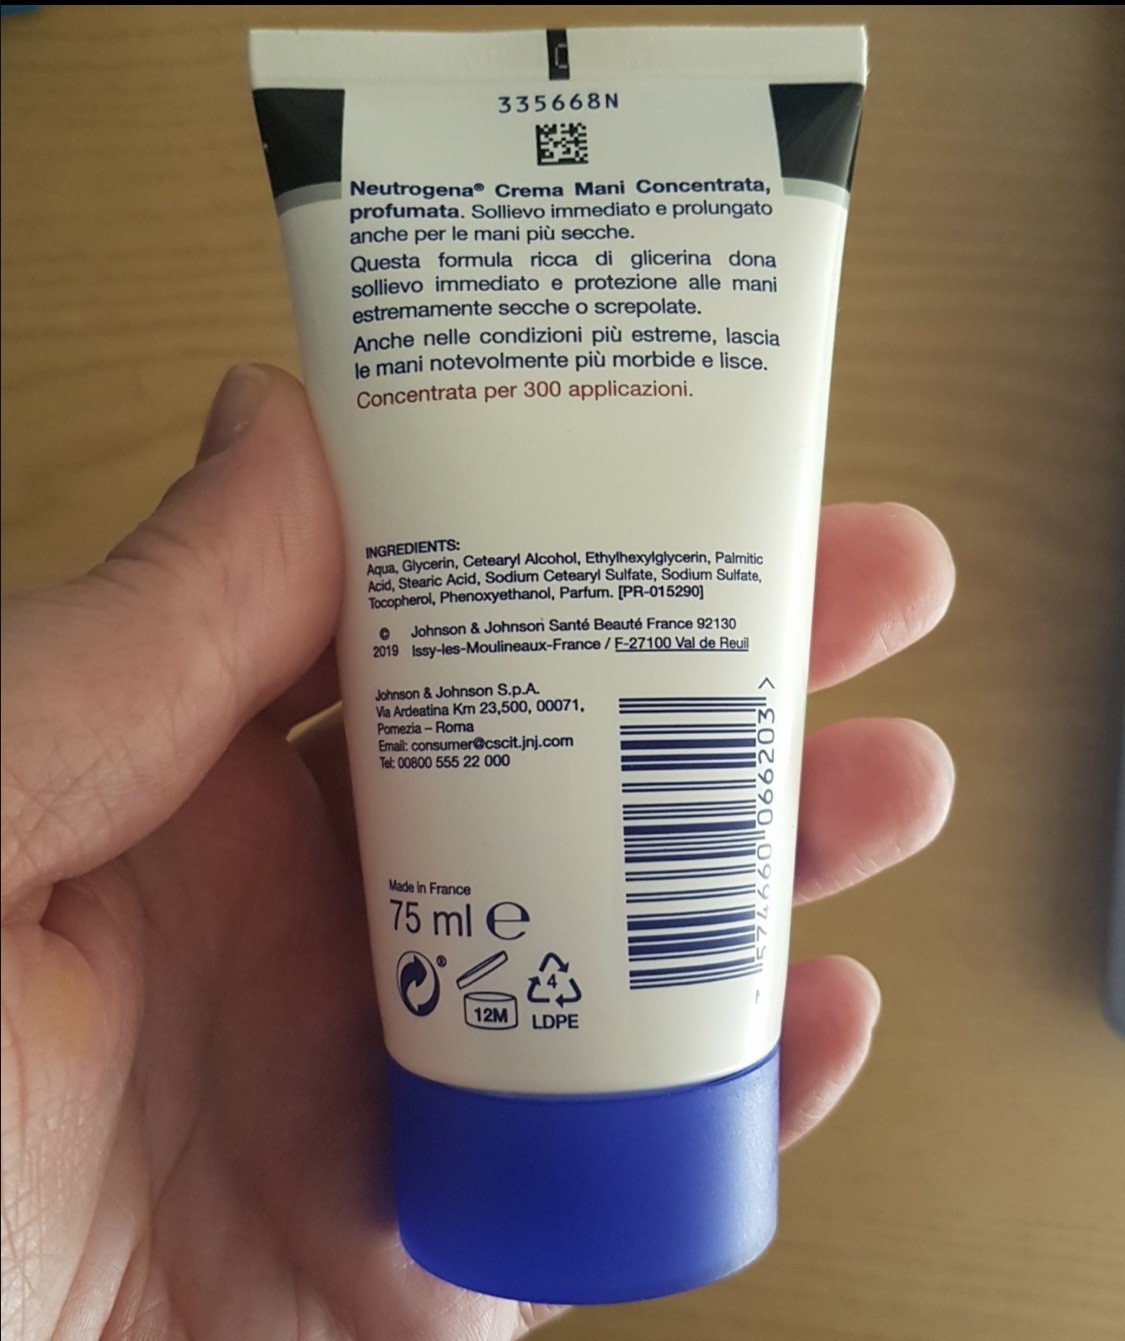 335668N
Neutrogena® Crema Mani Concentrata,
profumata. Sollievo immediato e prolungato
anche per le mani più secche.
Questa formula ricca di glicerina dona
sollievo immediato e protezione alle mani
estremamente secche o screpolate.
Anche nelle condizioni più estreme, lascia
le mani notevolmente più morbide e lisce.
Concentrata per 300 applicazioni.
INGREDIENTS:
Aqua, Glycerin, Cetearyl Alcohol, Ethylhexylglycerin, Palmitic
Acid, Stearic Acid, Sodium Cetearyl Sulfate, Sodium Sulfate,
Tocopherol, Phenoxyethanol, Parfum. [PR-015290]
© Johnson & Johnson Santé Beauté France 92130
2019 Issy-les-Moulineaux-France / F-27100 Val de Reuil
Johnson & Johnson S.p.A.
Via Ardeatina Km 23,500, 00071,
Pomezia – Roma
Email: consumer@cscit.jnj.com
Tel: 00800 555 22 000
Made in France
75 ml e
®
12M
4
LDPE
7 574660 066203 >